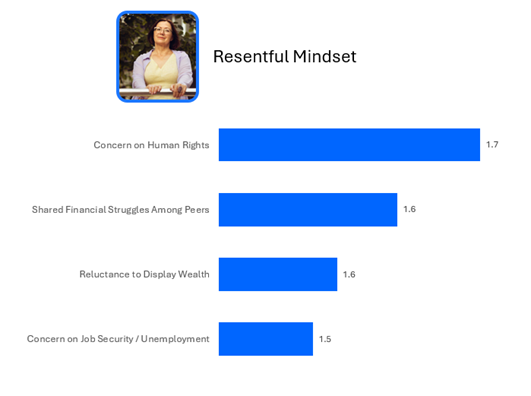 Resentful Mindset
Concern on Human Rights 1.7
Shared Financial Struggles Among Peers 1.6
Reluctance to Display Wealth 1.6
Concern on Job Security / Unemployment 1.5